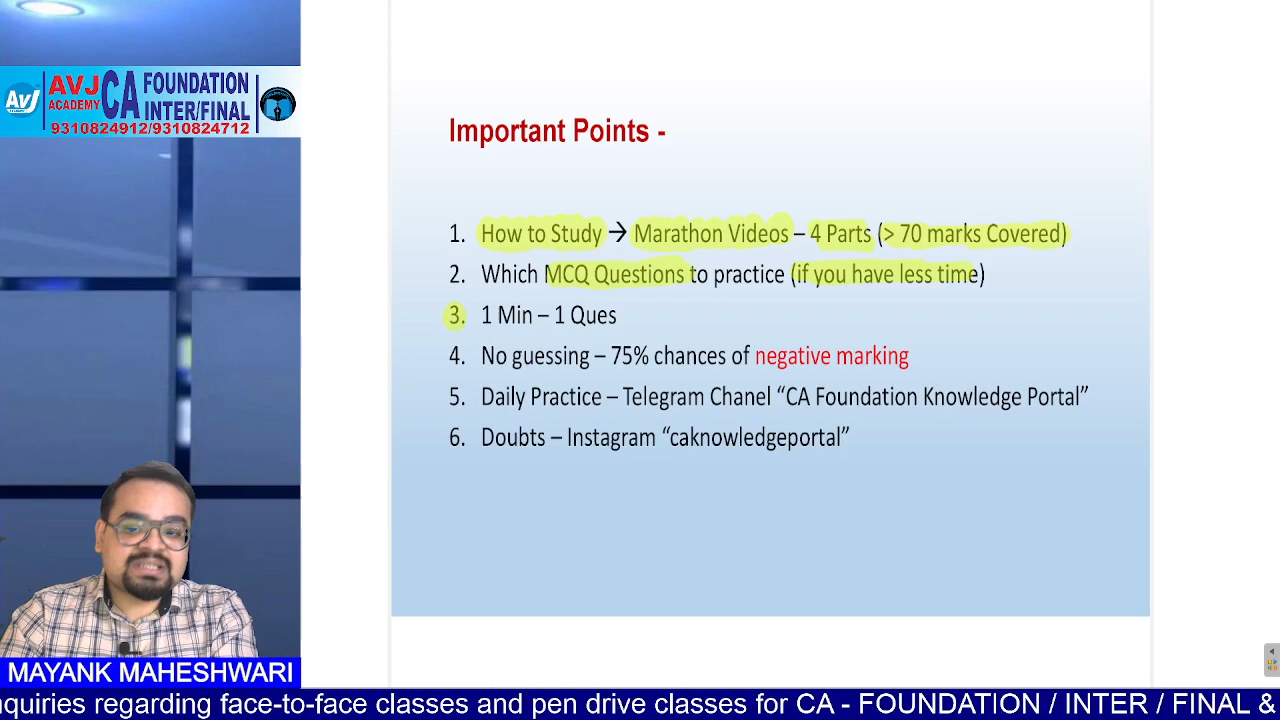 AVJ
ACADEMY
CA
FOUNDATION
INTER/FINAL
9310824912/9310824712
Important Points -
1. How to Study → Marathon Videos – 4 Parts (> 70 marks Covered)
2. Which MCQ Questions to practice (if you have less time)
3. 1 Min – 1 Ques
4. No guessing – 75% chances of negative marking
5. Daily Practice – Telegram Chanel “CA Foundation Knowledge Portal”
6. Doubts – Instagram “caknowledgeportal”
MAYANK MAHESHWARI
nquiries regarding face-to-face classes and pen drive classes for CA - FOUNDATION / INTER / FINAL &